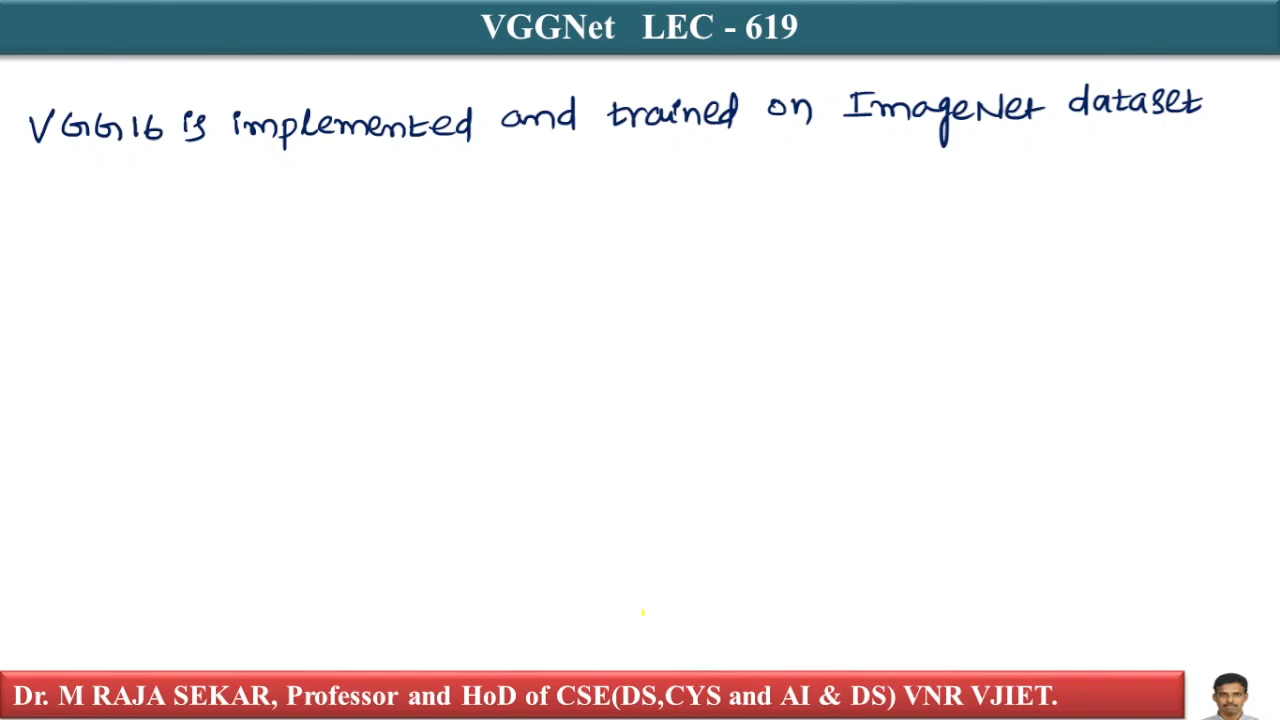 VGGNet LEC - 619
VGG16 is implemented and trained on ImageNet dataset
Dr. M RAJA SEKAR, Professor and HoD of CSE(DS,CYS and AI & DS) VNR VJIET.